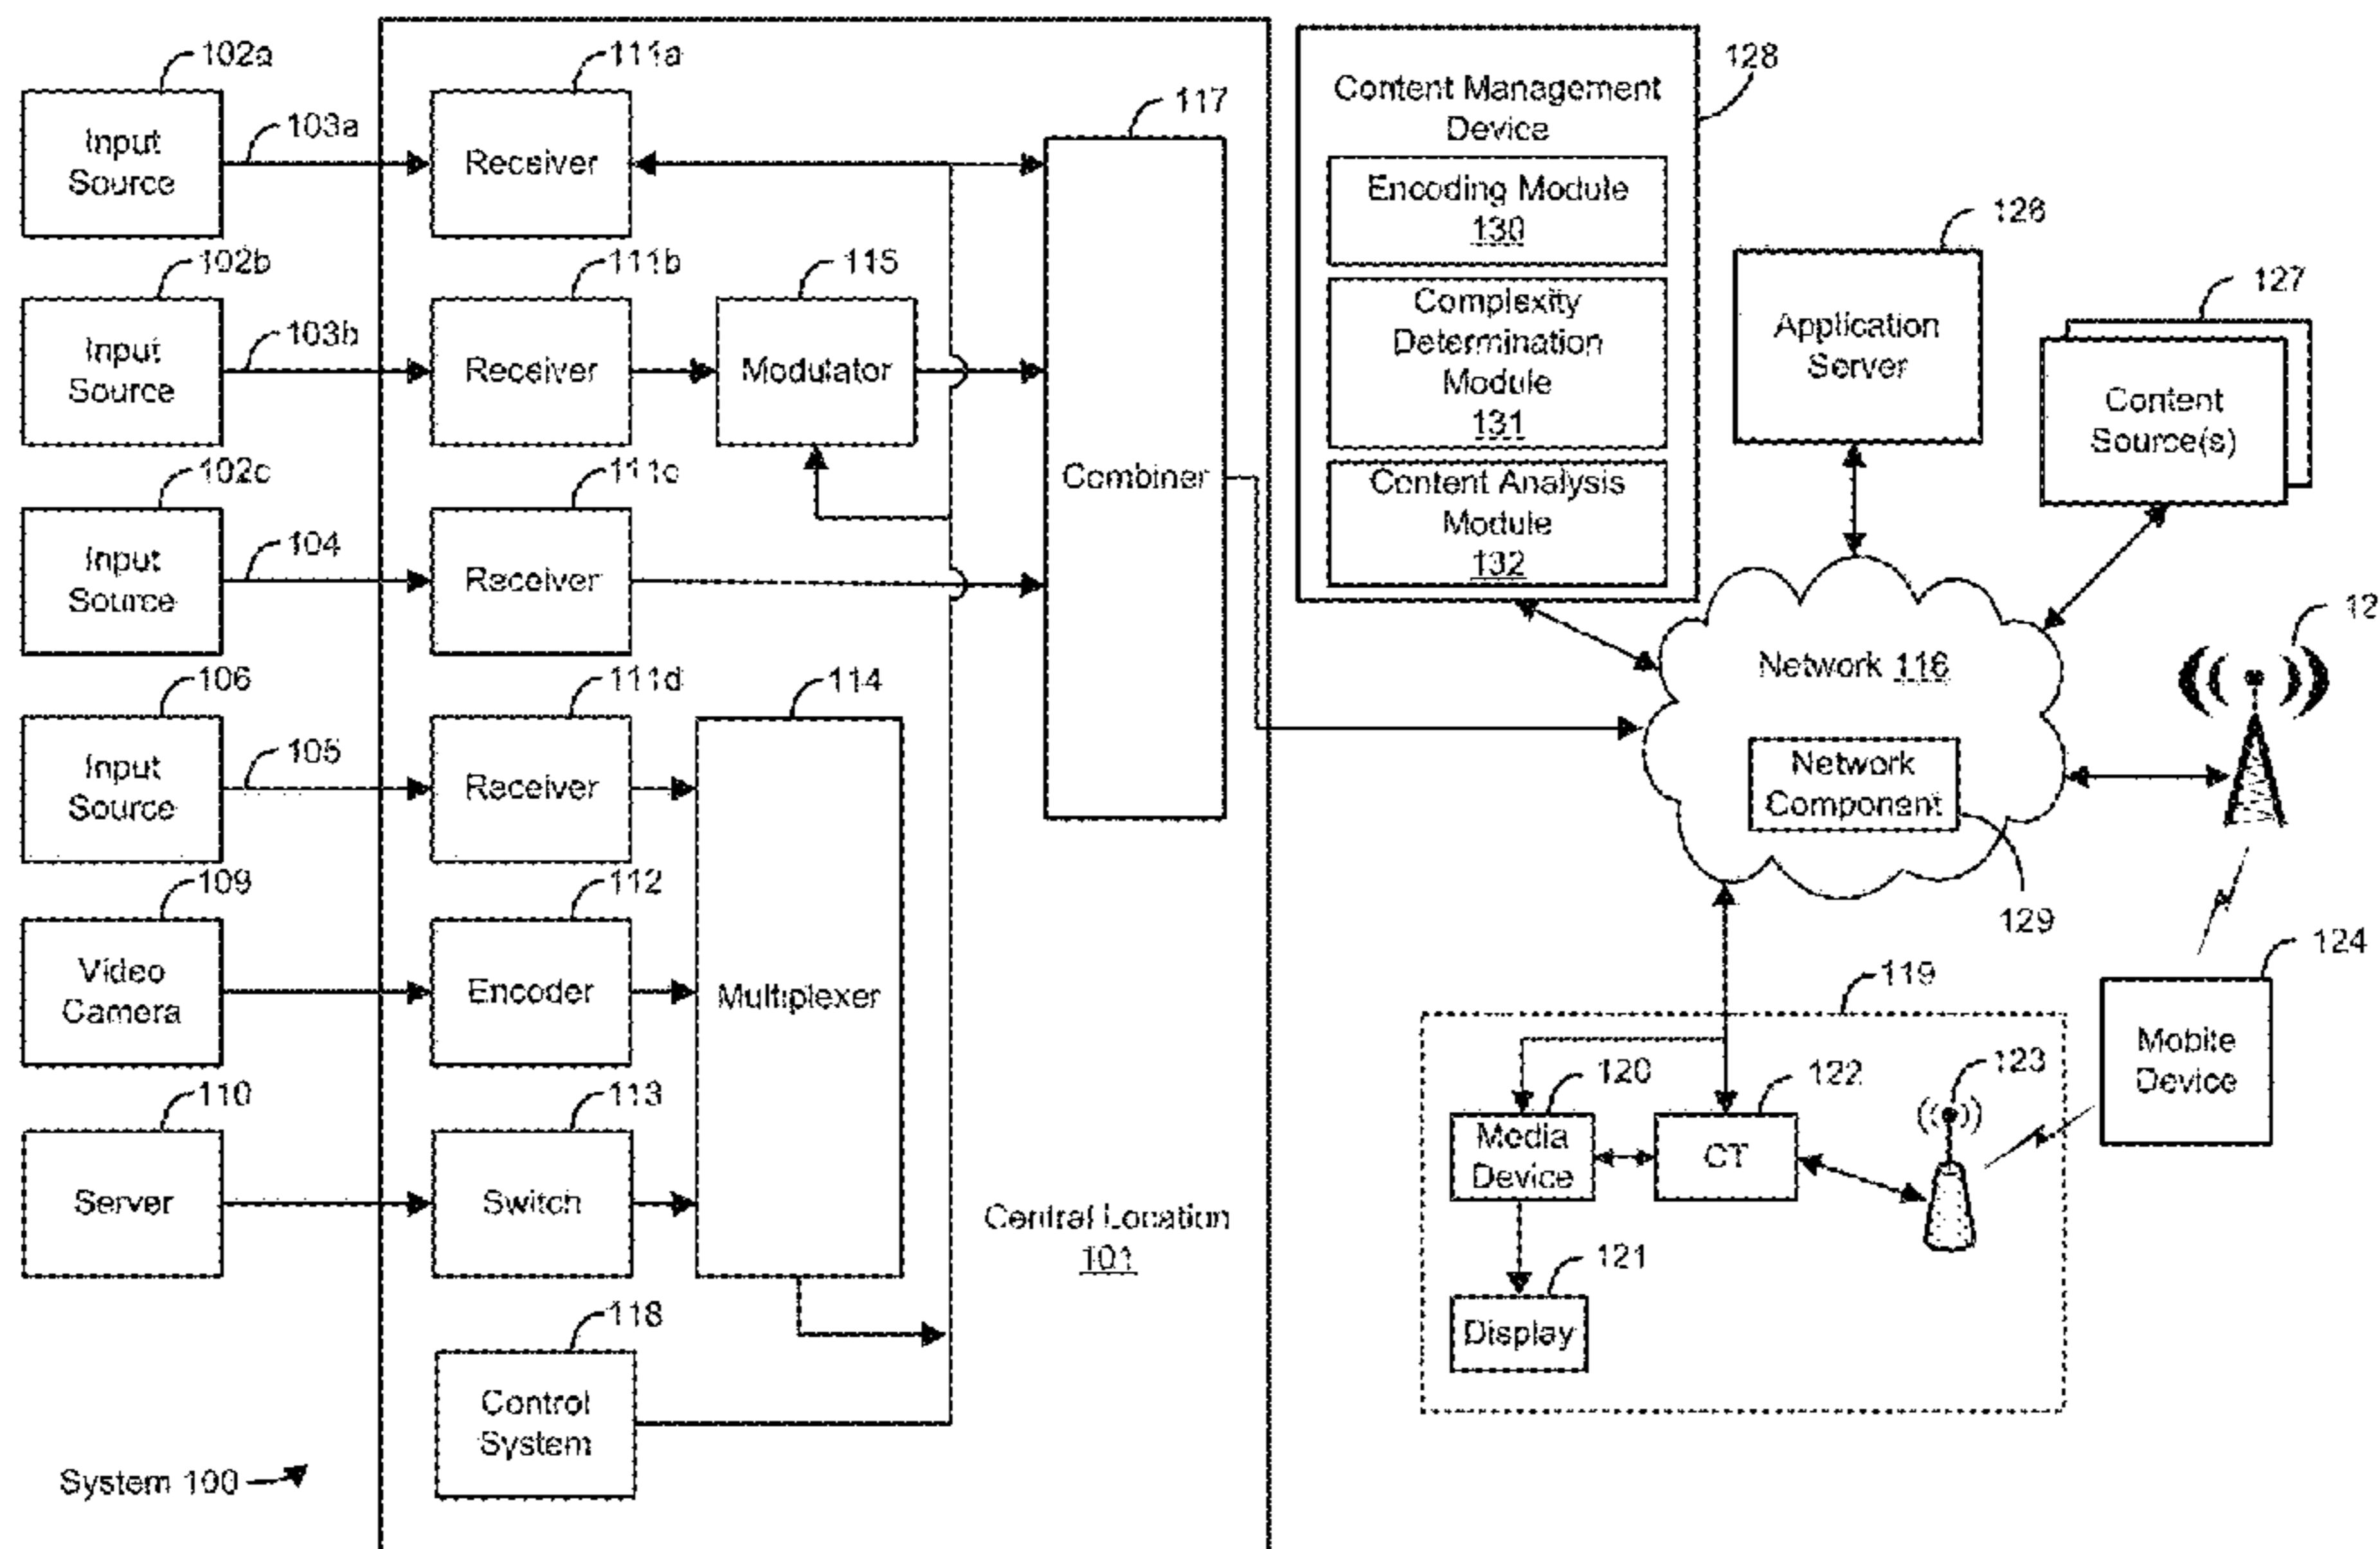 102a
Input
Source
103a
111a
Receiver
117
Combiner
102b
Input
Source
103b
111b
Receiver
115
Modulator
102c
Input
Source
104
111c
Receiver
106
Input
Source
105
111d
Receiver
114
Multiplexer
109
Video
Camera
112
Encoder
110
Server
113
Switch
118
Control
System
Central Location
101
System 100
128
Content Management
Device
Encoding Module
130
Complexity
Determination
Module
131
Content Analysis
Module
132
126
Application
Server
127
Content
Source(s)
Network 116
Network
Component
129
12
124
Mobile
Device
119
120
Media
Device
122
CT
123
121
Display